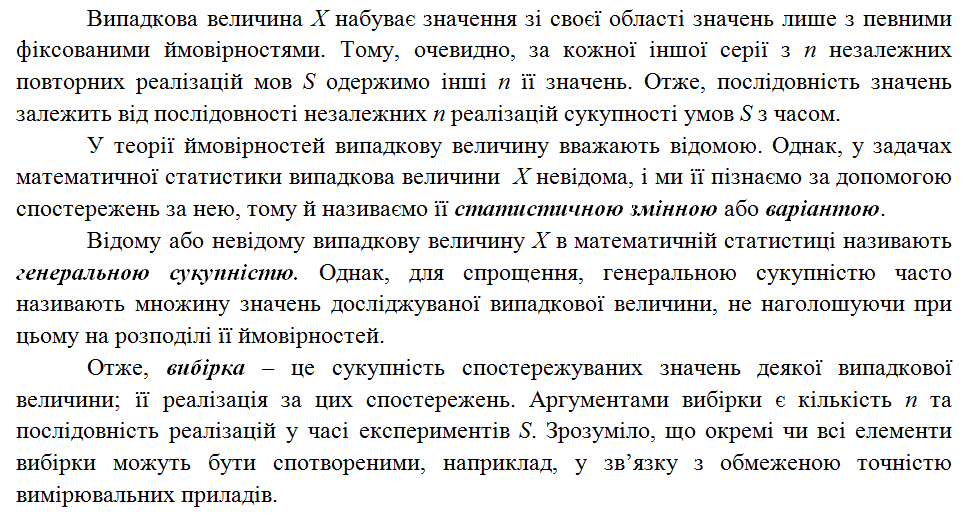 Випадкова величина X набуває значення зі своєї області значень лише з певними
фіксованими ймовірностями. Тому, очевидно, за кожної іншої серії з n незалежних
повторних реалізацій мов S одержимо інші n її значень. Отже, послідовність значень
залежить від послідовності незалежних n реалізацій сукупності умов S з часом.
У теорії ймовірностей випадкову величину вважають відомою. Однак, у задачах
математичної статистики випадкова величини X невідома, і ми її пізнаємо за допомогою
спостережень за нею, тому й називаємо її статистичною змінною або варіантою.
Відому або невідому випадкову величину X в математичній статистиці називають
генеральною сукупністю. Однак, для спрощення, генеральною сукупністю часто
називають множину значень досліджуваної випадкової величини, не наголошуючи при
цьому на розподілі її ймовірностей.
Отже, вибірка – це сукупність спостережуваних значень деякої випадкової
величини; її реалізація за цих спостережень. Аргументами вибірки є кількість n та
послідовність реалізацій у часі експериментів S. Зрозуміло, що окремі чи всі елементи
вибірки можуть бути спотвореними, наприклад, у зв’язку з обмеженою точністю
вимірювальних приладів.